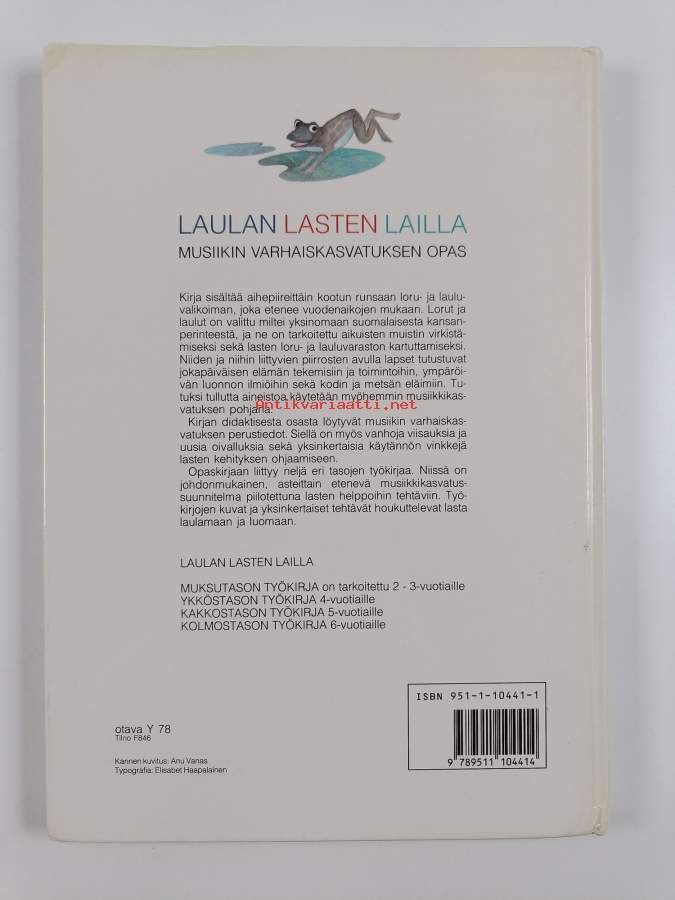 LAULAN LASTEN LAILLA
MUSIIKIN VARHAISKASVATUKSEN OPAS
Kirja sisältää aihepiireittäin kootun runsaan loru- ja laulu-
valikoiman, joka etenee vuodenaikojen mukaan. Lorut ja
laulut on valittu miltei yksinomaan suomalaisesta kansan-
perinteestä, ja ne on tarkoitettu aikuisten muistin virkistä-
miseksi sekä lasten loru- ja lauluvaraston kartuttamiseksi.
Niiden ja niihin liittyvien piirrosten avulla lapset tutustuvat
jokapäiväisen elämän tekemisiin ja toimintoihin, ympäröi-
vän luonnon ilmiöihin sekä kodin ja metsän eläimiin. Tu-
tuksi tullutta aineistoa käytetään myöhemmin musiikkikas-
vatuksen pohjana.
Antikvariaatti.net
Kirjan didaktisesta osasta löytyvät musiikin varhaiskas-
vatuksen perustiedot. Siellä on myös vanhoja viisauksia ja
uusia oivalluksia sekä yksinkertaisia käytännön vinkkejä
lasten kehityksen ohjaamiseen.
Opaskirjaan liittyy neljä eri tasojen työkirjaa. Niissä on
johdonmukainen, asteittain etenevä musiikkikasvatus-
suunnitelma piilotettuna lasten helppoihin tehtäviin. Työ-
kirjojen kuvat ja yksinkertaiset tehtävät houkuttelevat lasta
laulamaan ja luomaan.
LAULAN LASTEN LAILLA
MUKSUTASON TYÖKIRJA on tarkoitettu 2 - 3-vuotiaille
YKKÖSTASON TYÖKIRJA 4-vuotiaille
KAKKOSTASON TYÖKIRJA 5-vuotiaille
KOLMOSTASON TYÖKIRJA 6-vuotiaille
ISBN 951-1-10441-1
9 789511 104414
otava Y 78
Tilno F846
Kannen kuvitus: Anu Vanas
Typografia: Elisabet Haapalainen